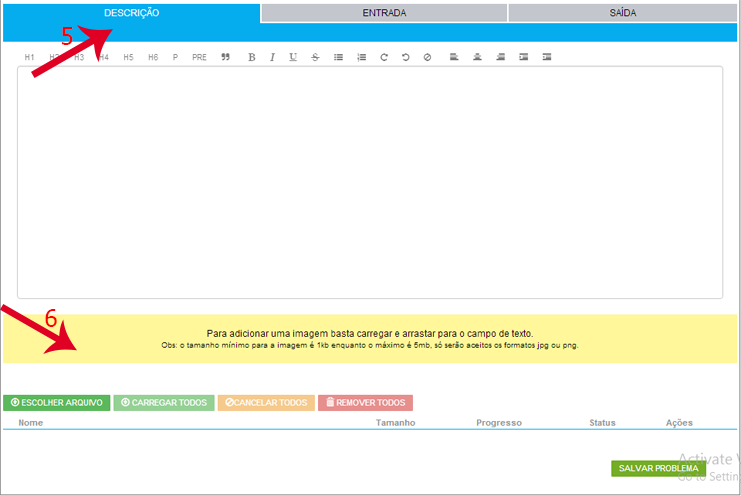 DESCRIÇÃO ENTRADA SAÍDA
5
H1 H2 H3 H4 H5 H6 P PRE B I U S
6
Para adicionar uma imagem basta carregar e arrastar para o campo de texto.
Obs: o tamanho mínimo para a imagem é 1kb enquanto o máximo é 5mb, só serão aceitos os formatos jpg ou png.
ESCOLHER ARQUIVO CARREGAR TODOS CANCELAR TODOS REMOVER TODOS
Nome Tamanho Progresso Status Ações
Activate
SALVAR PROBLEMA
to Settin